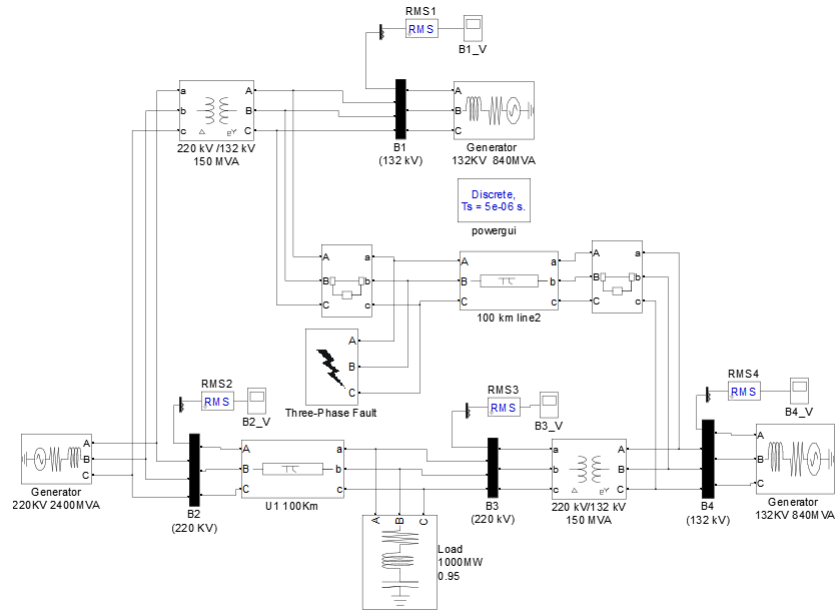 RMS1
RMS
B1_V
a
b
c
A
B
C
220 kV /132 kV
150 MVA
B1
(132 kV)
A
B
C
Generator
132KV 840MVA
Discrete,
Ts = 5e-06 s.
powergui
A
B
C
a
b
c
A
B
C
a
b
c
100 km line2
A
B
C
a
b
c
A
B
C
Three-Phase Fault
RMS2
RMS
B2_V
RMS3
RMS
B3_V
RMS4
RMS
B4_V
A
B
C
Generator
220KV 2400MVA
B2
(220 KV)
A
B
C
a
b
c
U1 100Km
A B C
Load
1000MW
0.95
B3
(220 kV)
a
b
c
A
B
C
220 kV/132 kV
150 MVA
B4
(132 kV)
A
B
C
Generator
132KV 840MVA